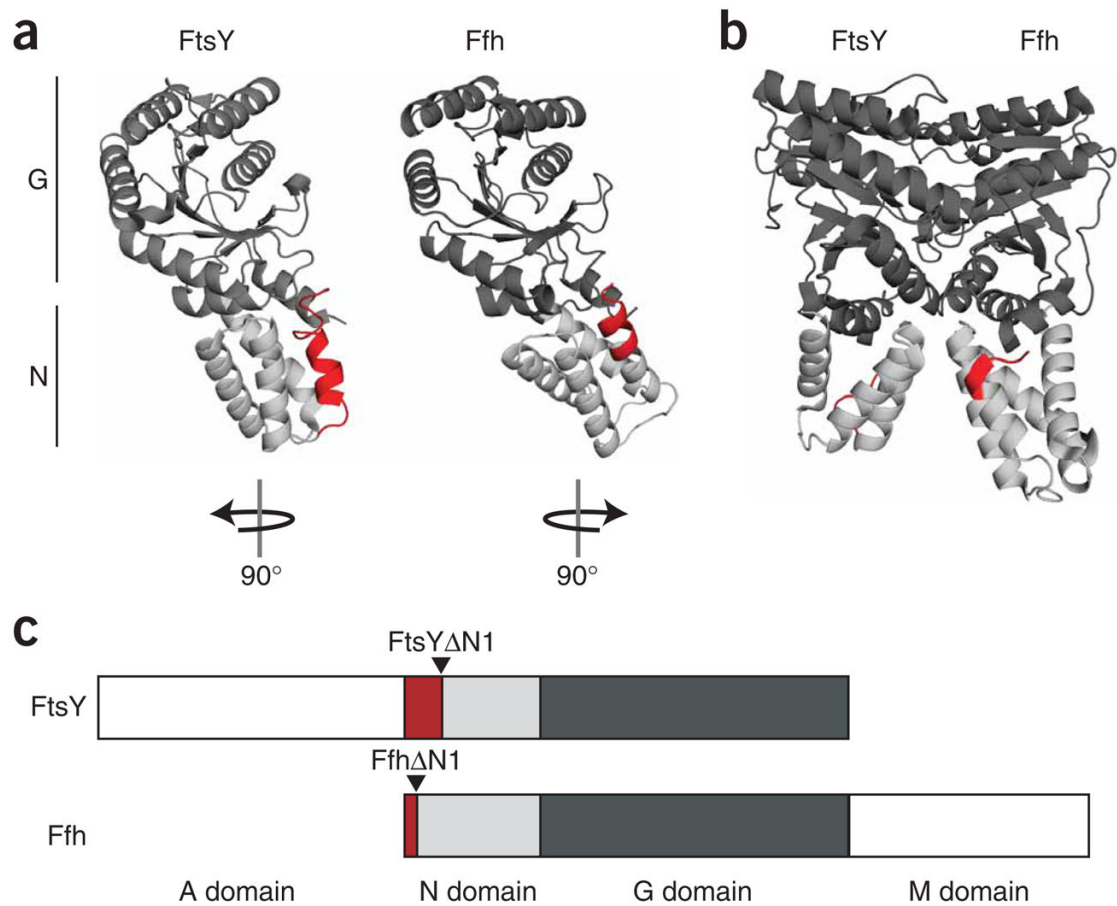 a
FtsY
Ffh
b
FtsY
Ffh
G
N
90°
90°
c
FtsYΔN1
FtsY
FfhΔN1
Ffh
A domain
N domain
G domain
M domain